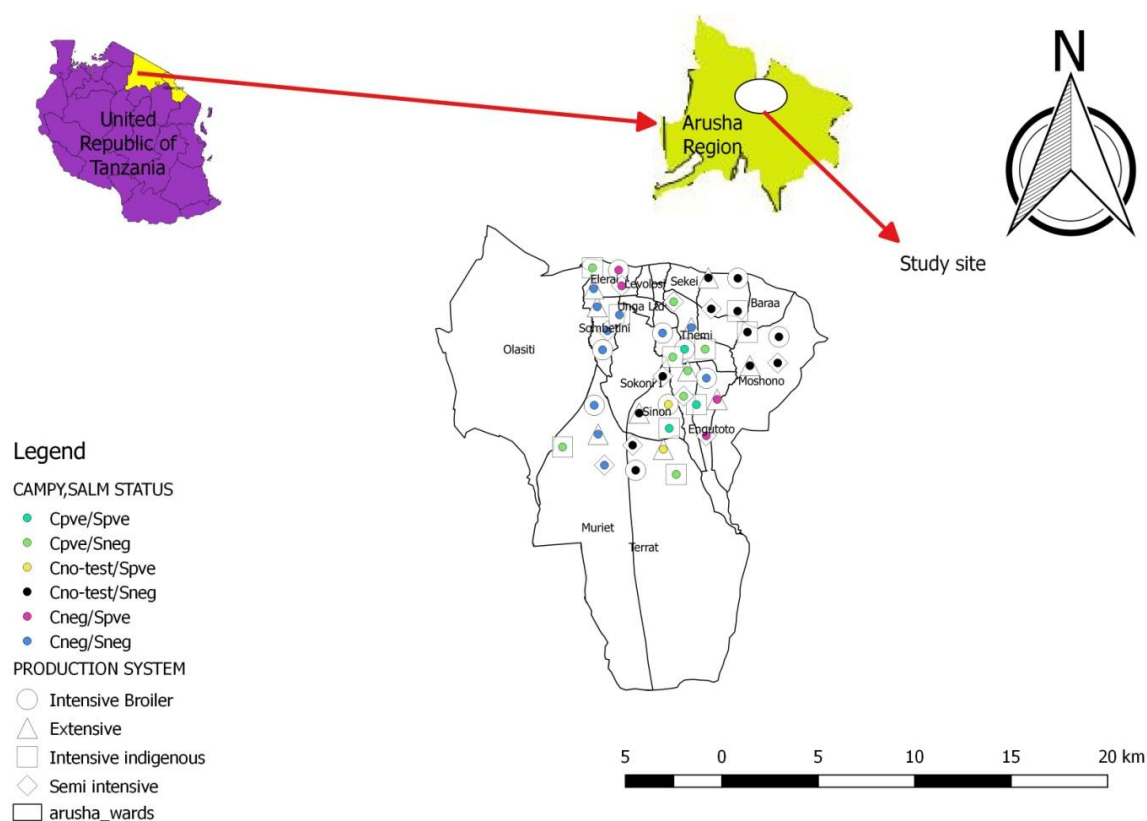 United
Republic of
Tanzania
Arusha
Region
N
Study site
Elerai
Levolosi
Sekei
Baraa
Unga Ltd
Sombetini
Themi
Olasiti
Sokoni I
Moshono
Sinon
Engutoto
Muriet
Terrat
Legend
CAMPY,SALM STATUS
Cpve/Spve
Cpve/Sneg
Cno-test/Spve
Cno-test/Sneg
Cneg/Spve
Cneg/Sneg
PRODUCTION SYSTEM
Intensive Broiler
Extensive
Intensive indigenous
Semi intensive
arusha_wards
5 0 5 10 15 20 km